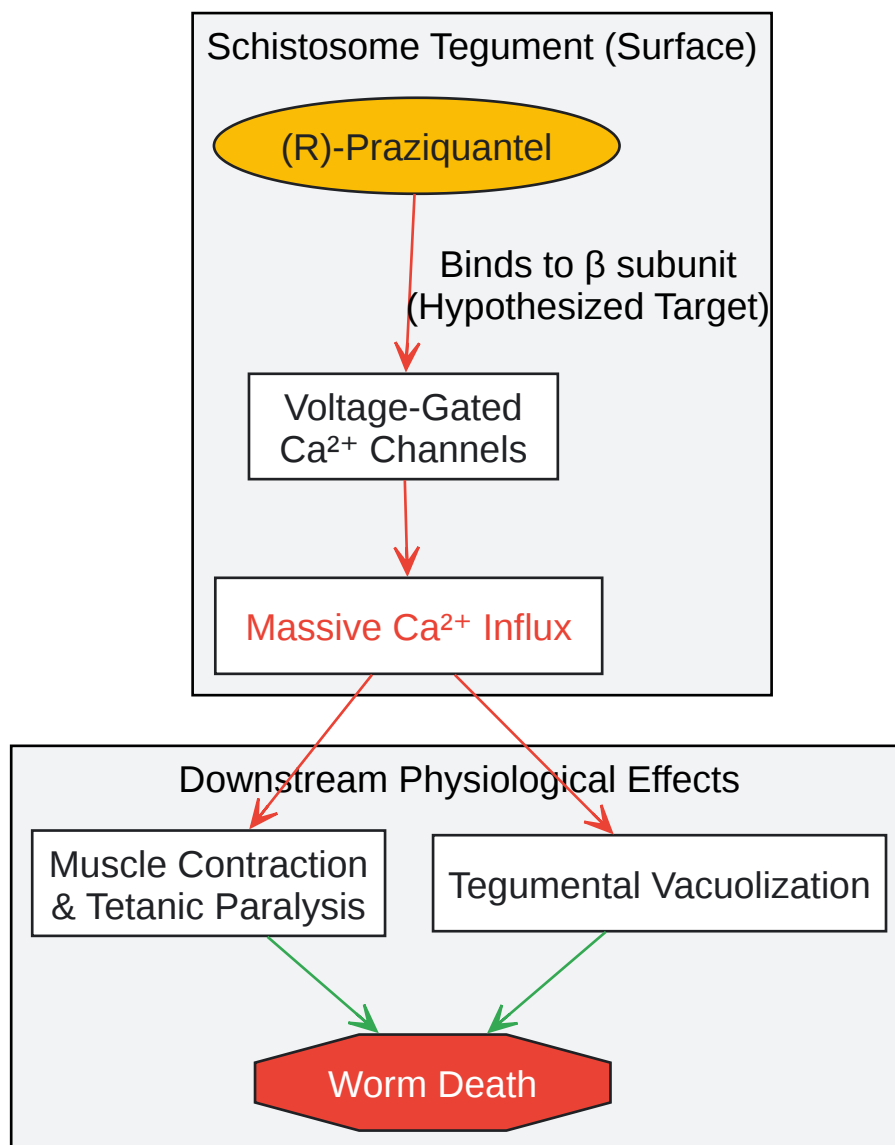 Schistosome Tegument (Surface)
(R)-Praziquantel
Binds to β subunit
(Hypothesized Target)
Voltage-Gated
Ca²⁺ Channels
Massive Ca²⁺ Influx
Downstream Physiological Effects
Muscle Contraction
& Tetanic Paralysis
Tegumental Vacuolization
Worm Death